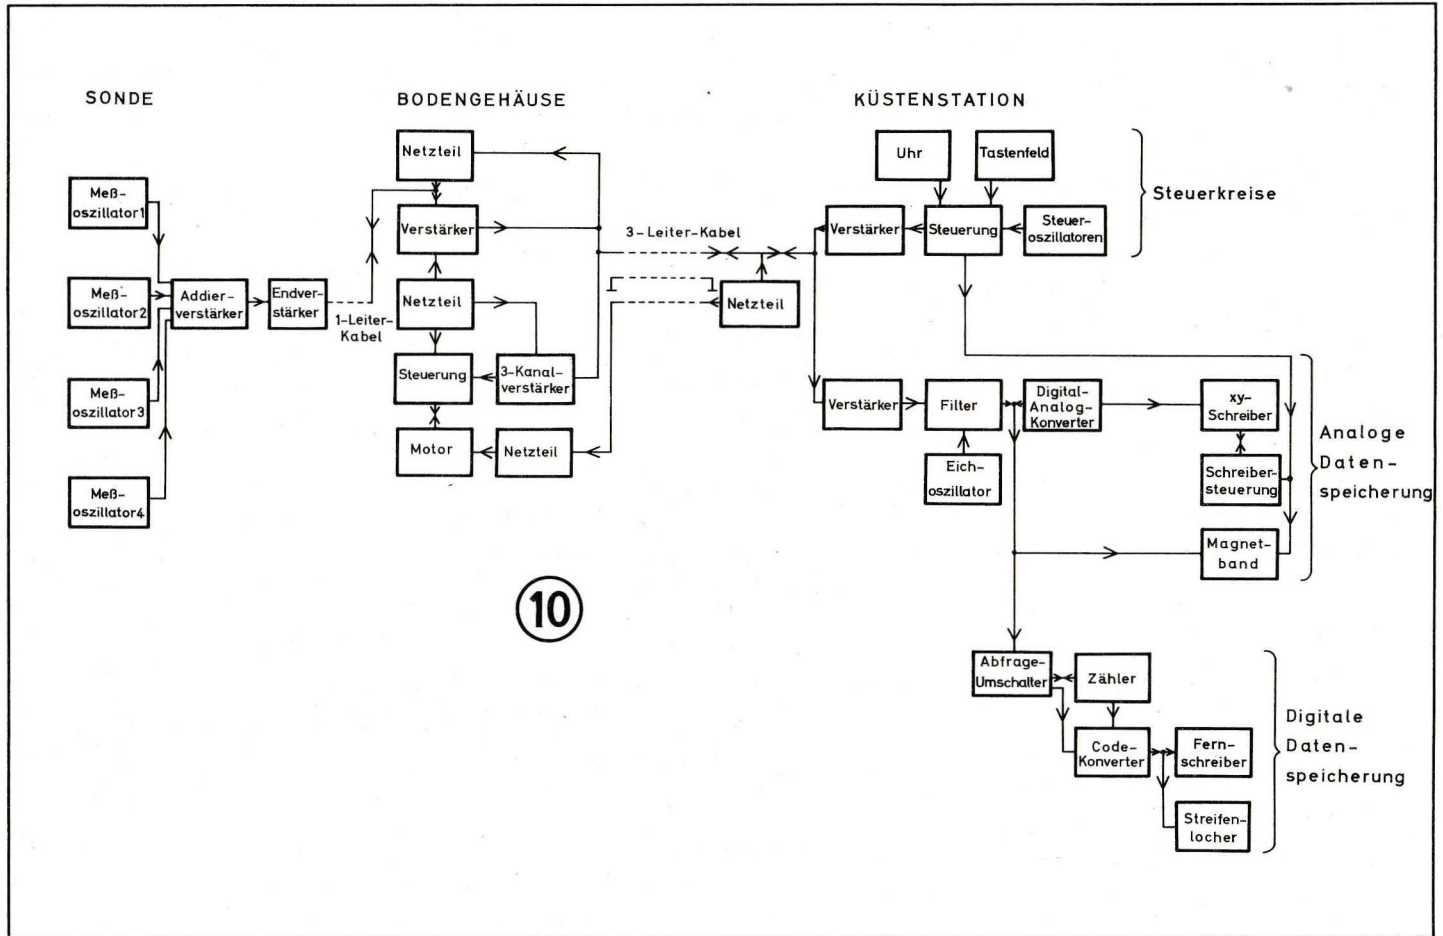 SONDE
Meß-
oszillator1
Meß-
oszillator2
Meß-
oszillator3
Meß-
oszillator4
Addier-
verstärker
Endver-
stärker
1-Leiter-
Kabel
BODENGEHÄUSE
Netzteil
Verstärker
Netzteil
Steuerung
3-Kanal-
verstärker
Motor
Netzteil
3-Leiter-Kabel
Netzteil
KÜSTENSTATION
Uhr
Tastenfeld
Verstärker
Steuerung
Steuer-
oszillatoren
Steuerkreise
Verstärker
Filter
Digital-
Analog-
Konverter
xy-
Schreiber
Eich-
oszillator
Schreiber-
steuerung
Magnet-
band
Analoge
Daten-
speicherung
10
Abfrage-
Umschalter
Zähler
Code-
Konverter
Fern-
schreiber
Streifen-
locher
Digitale
Daten-
speicherung